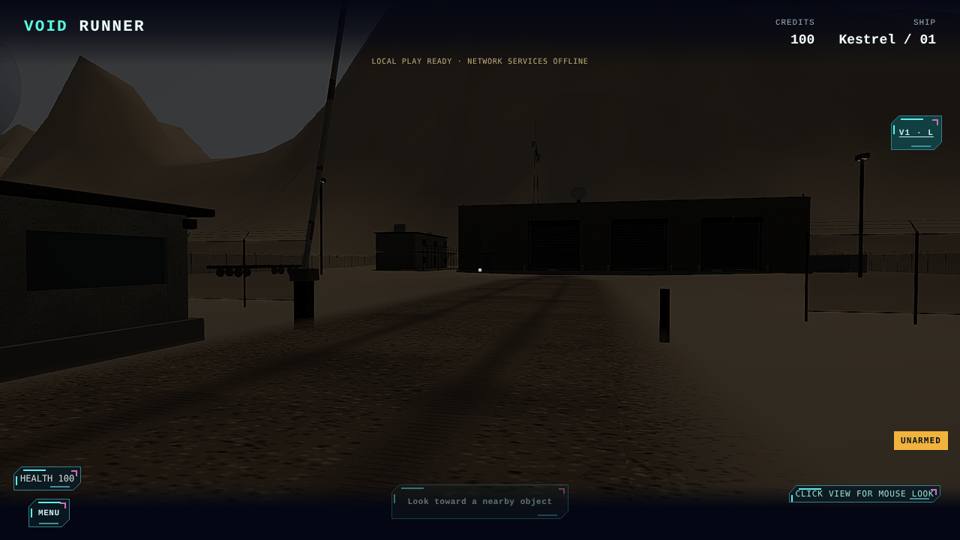 VOID RUNNER
CREDITS
100
SHIP
Kestrel / 01
LOCAL PLAY READY · NETWORK SERVICES OFFLINE
V1 · L
UNARMED
HEALTH 100
MENU
Look toward a nearby object
CLICK VIEW FOR MOUSE LOOK